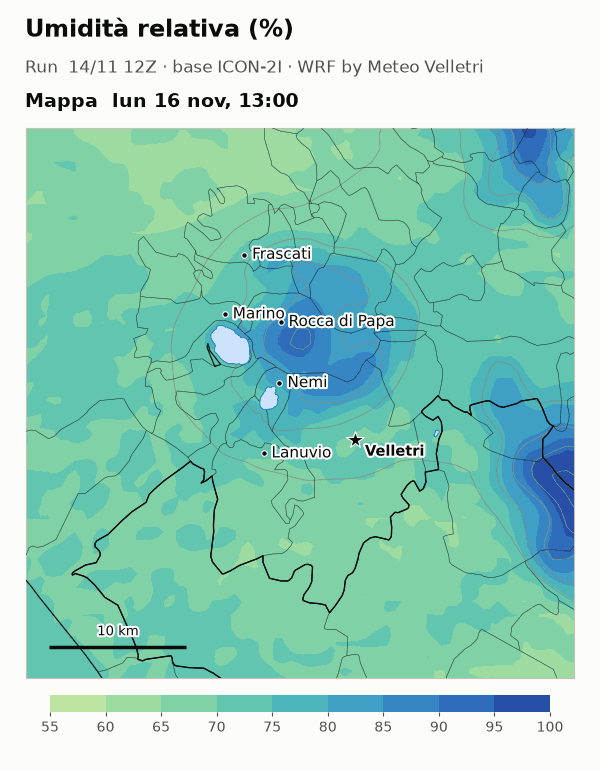 Umidità relativa (%)
Run  14/11 12Z · base ICON-2I · WRF by Meteo Velletri
Mappa  lun 16 nov, 13:00
Frascati
Marino
Rocca di Papa
Nemi
Velletri
Lanuvio
10 km
55 60 65 70 75 80 85 90 95 100